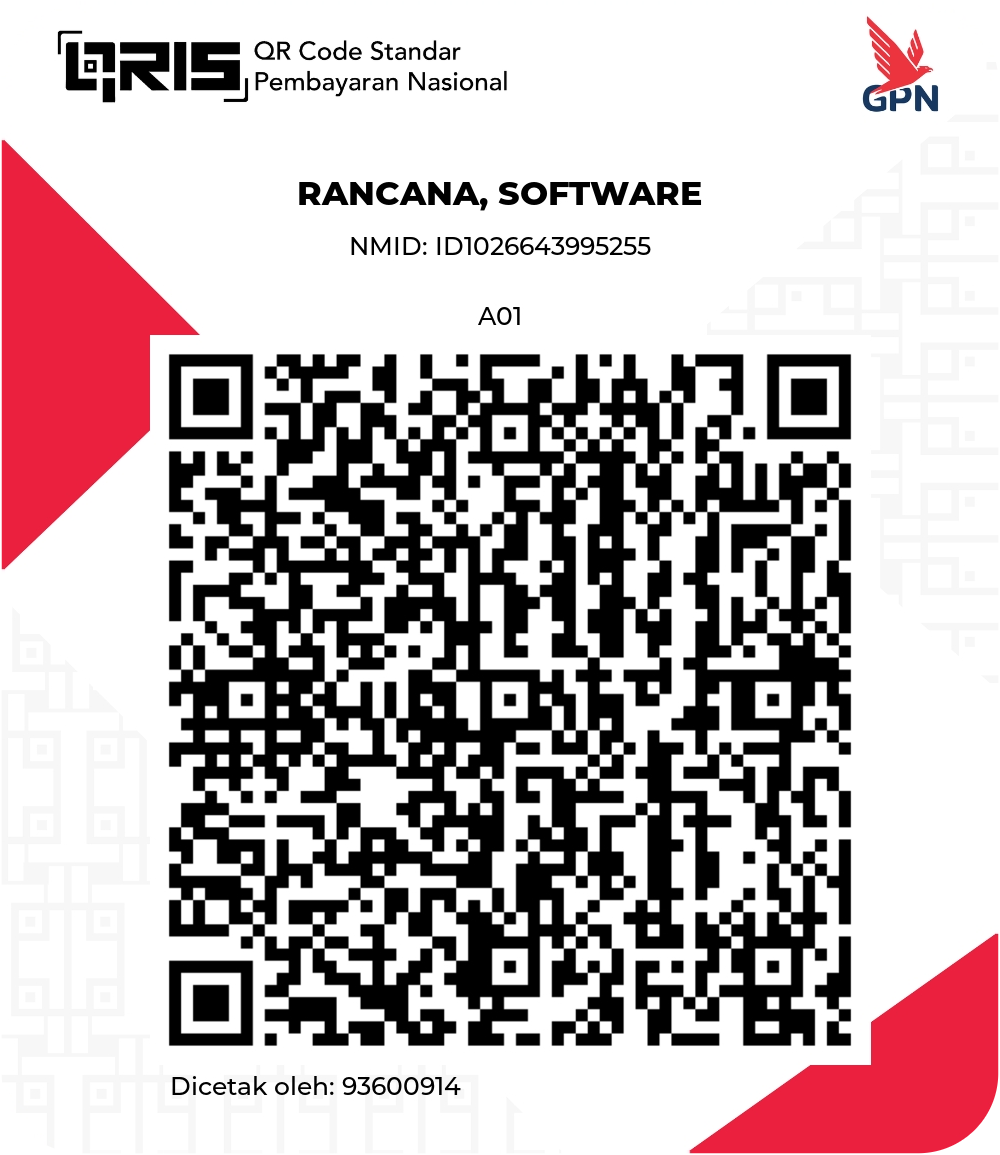 QRIS QR Code Standar
Pembayaran Nasional
GPN
RANCANA, SOFTWARE
NMID: ID1026643995255
A01
Dicetak oleh: 93600914